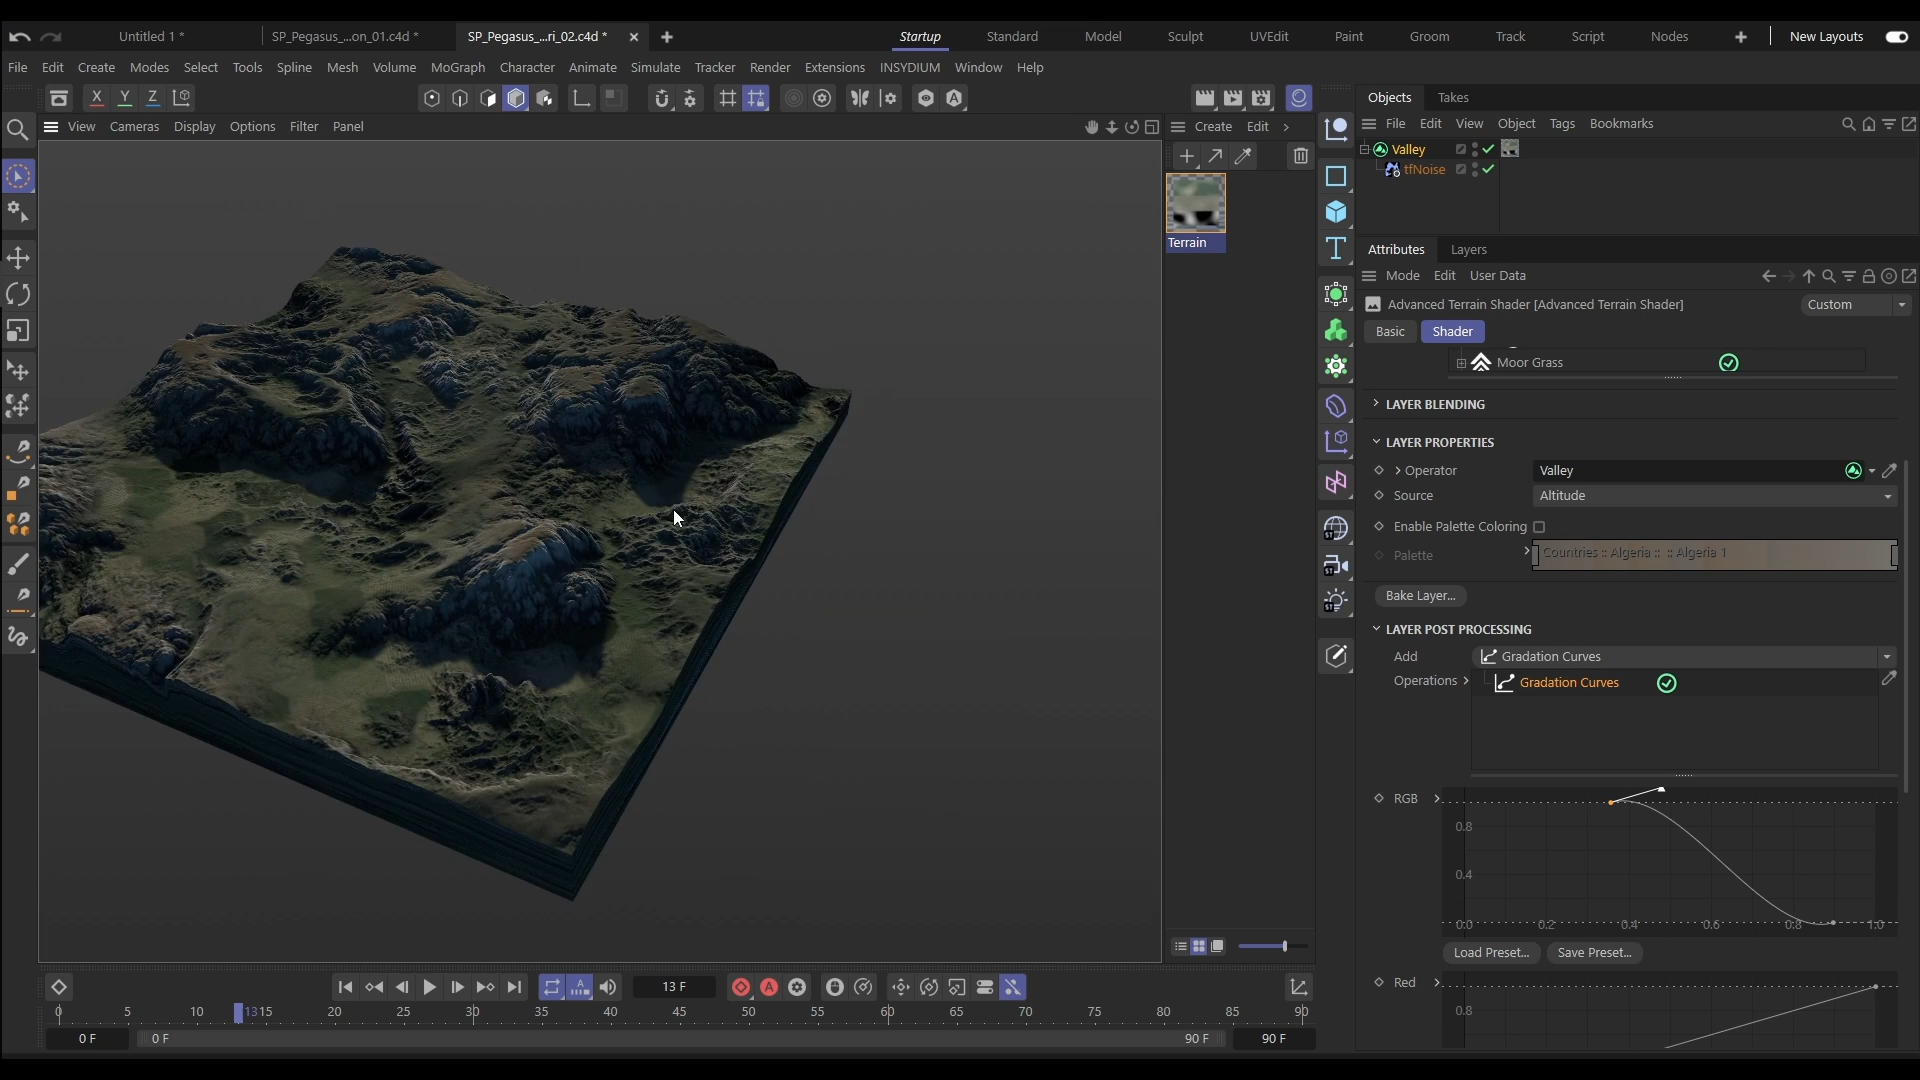 Untitled 1 *
SP_Pegasus_...on_01.c4d *
SP_Pegasus_...ri_02.c4d *
Startup
Standard
Model
Sculpt
UVEdit
Paint
Groom
Track
Script
Nodes
New Layouts
File Edit Create Modes Select Tools Spline Mesh Volume MoGraph Character Animate Simulate Tracker Render Extensions INSYDIUM Window Help
X Y Z
View Cameras Display Options Filter Panel
Create Edit
Terrain
Objects Takes
File Edit View Object Tags Bookmarks
Valley
tfNoise
Attributes Layers
Mode Edit User Data
Advanced Terrain Shader [Advanced Terrain Shader]
Custom
Basic Shader
Moor Grass
LAYER BLENDING
LAYER PROPERTIES
Operator Valley
Source Altitude
Enable Palette Coloring
Palette Countries :: Algeria :: :: Algeria 1
Bake Layer...
LAYER POST PROCESSING
Add Gradation Curves
Operations Gradation Curves
RGB
0.8
0.4
0.0 0.2 0.4 0.6 0.8 1.0
Load Preset... Save Preset...
Red
0.8
13 F
0 5 10 1315 20 25 30 35 40 45 50 55 60 65 70 75 80 85 90
0 F 0 F 90 F 90 F